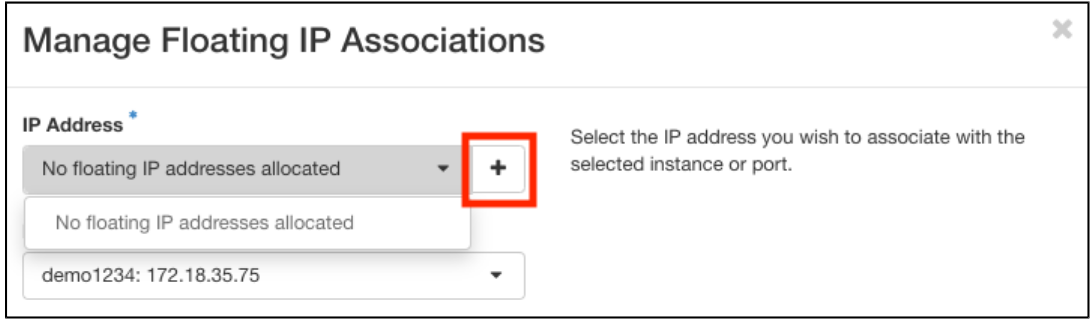 Manage Floating IP Associations
×
IP Address *
No floating IP addresses allocated
+
No floating IP addresses allocated
demo1234: 172.18.35.75
Select the IP address you wish to associate with the
selected instance or port.